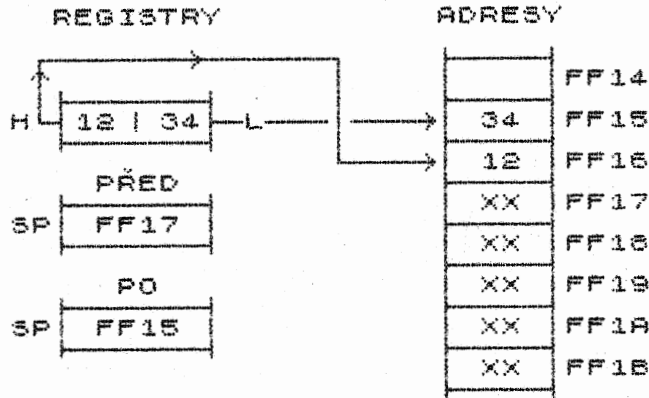 REGISTRY
ADRESY
FF14
H 12 | 34 L 34 FF15
12 FF16
PŘED
XX FF17
SP FF17
XX FF18
PO
XX FF19
SP FF15
XX FF1A
XX FF1B